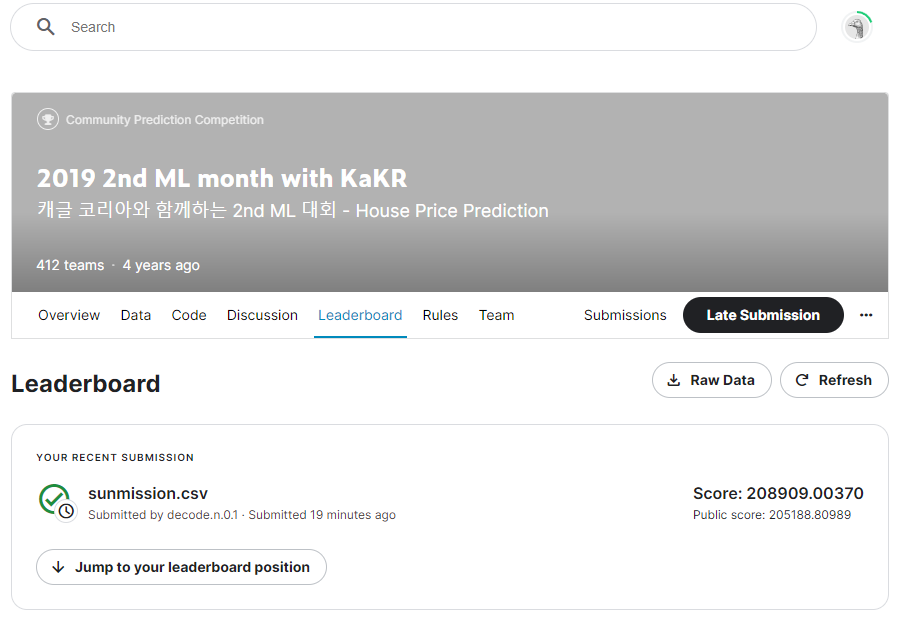 Search
Community Prediction Competition
2019 2nd ML month with KaKR
캐글 코리아와 함께하는 2nd ML 대회 - House Price Prediction
412 teams · 4 years ago
Overview Data Code Discussion Leaderboard Rules Team Submissions Late Submission ...
Leaderboard Raw Data Refresh
YOUR RECENT SUBMISSION
sunmission.csv Score: 208909.00370
Submitted by decode.n.0.1 · Submitted 19 minutes ago Public score: 205188.80989
Jump to your leaderboard position